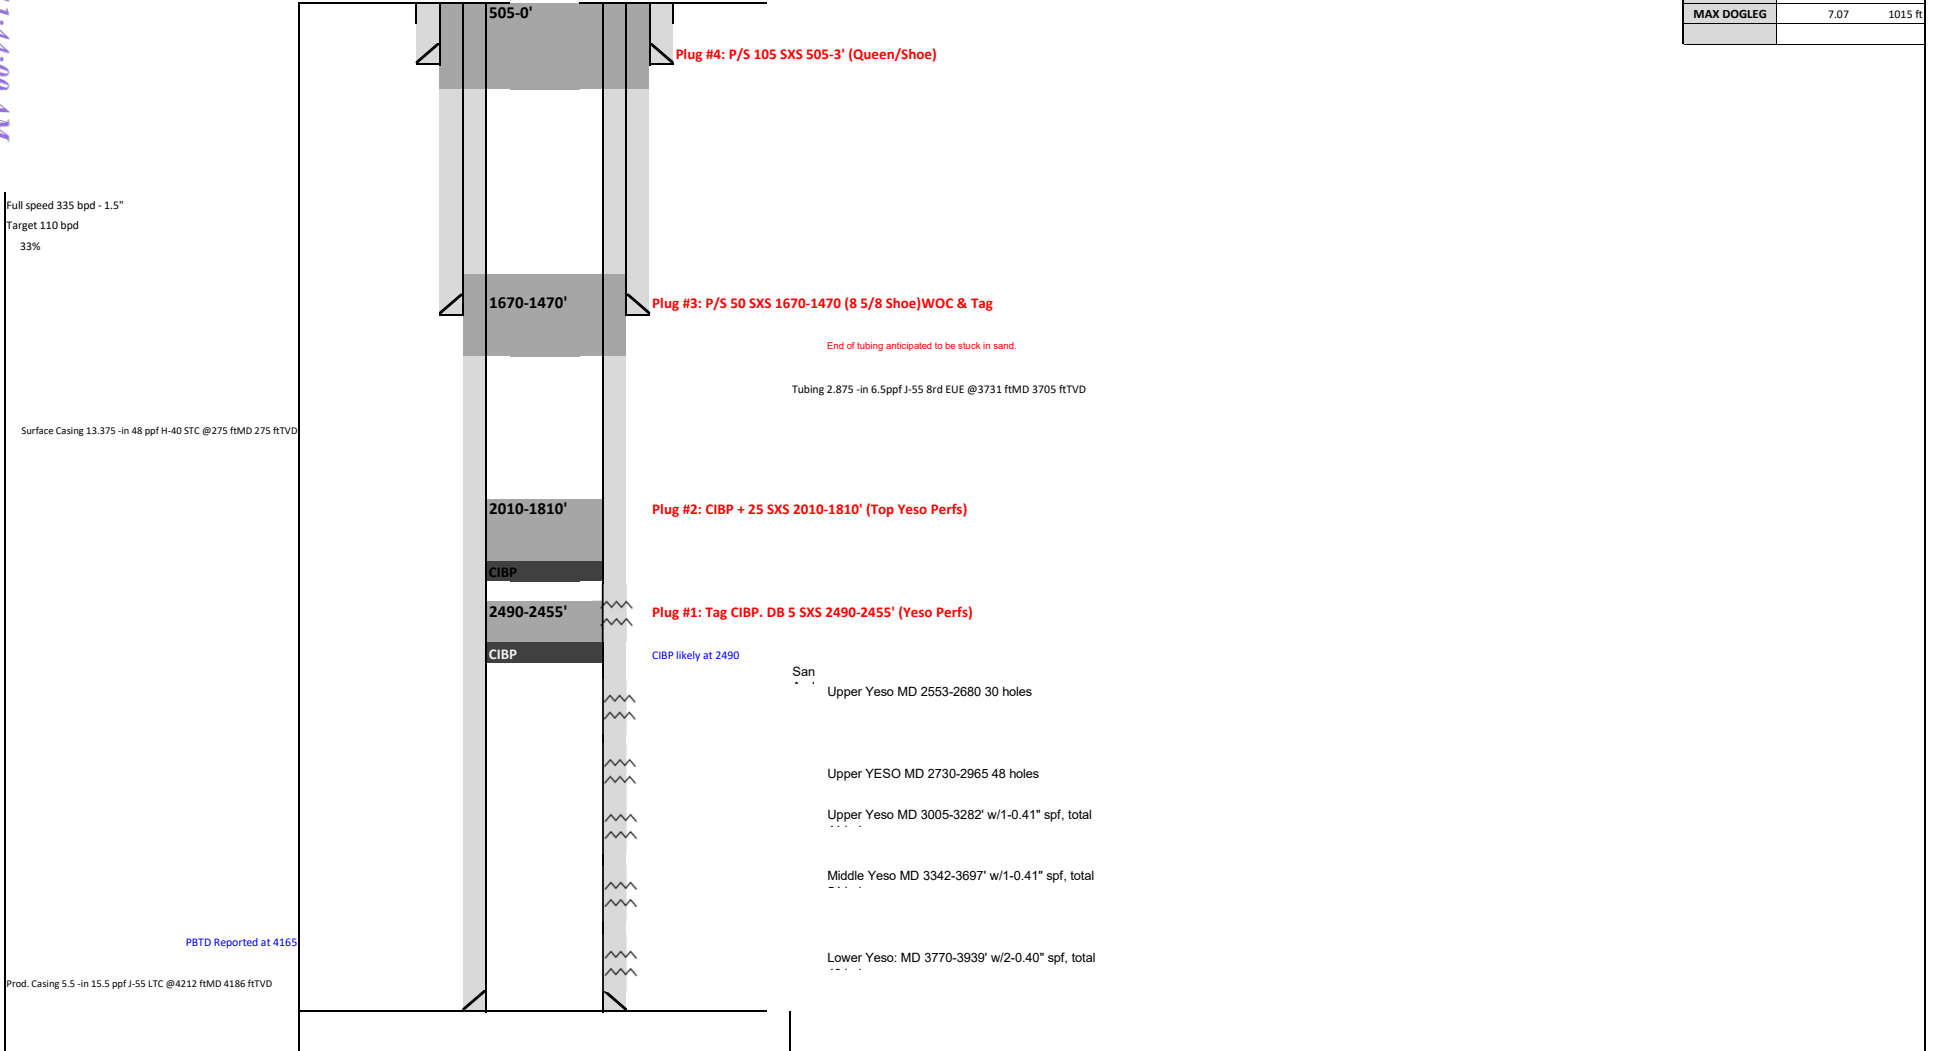 505-0'
MAX DOGLEG 7.07 1015 ft
Plug #4: P/S 105 SXS 505-3' (Queen/Shoe)
Full speed 335 bpd - 1.5"
Target 110 bpd
33%
1670-1470'
Plug #3: P/S 50 SXS 1670-1470 (8 5/8 Shoe)WOC & Tag
End of tubing anticipated to be stuck in sand.
Tubing 2.875 -in 6.5ppf J-55 8rd EUE @3731 ftMD 3705 ftTVD
Surface Casing 13.375 -in 48 ppf H-40 STC @275 ftMD 275 ftTVD
2010-1810'
Plug #2: CIBP + 25 SXS 2010-1810' (Top Yeso Perfs)
CIBP
2490-2455'
Plug #1: Tag CIBP. DB 5 SXS 2490-2455' (Yeso Perfs)
CIBP
CIBP likely at 2490
San
Upper Yeso MD 2553-2680 30 holes
Upper YESO MD 2730-2965 48 holes
Upper Yeso MD 3005-3282' w/1-0.41" spf, total
Middle Yeso MD 3342-3697' w/1-0.41" spf, total
PBTD Reported at 4165
Lower Yeso: MD 3770-3939' w/2-0.40" spf, total
Prod. Casing 5.5 -in 15.5 ppf J-55 LTC @4212 ftMD 4186 ftTVD